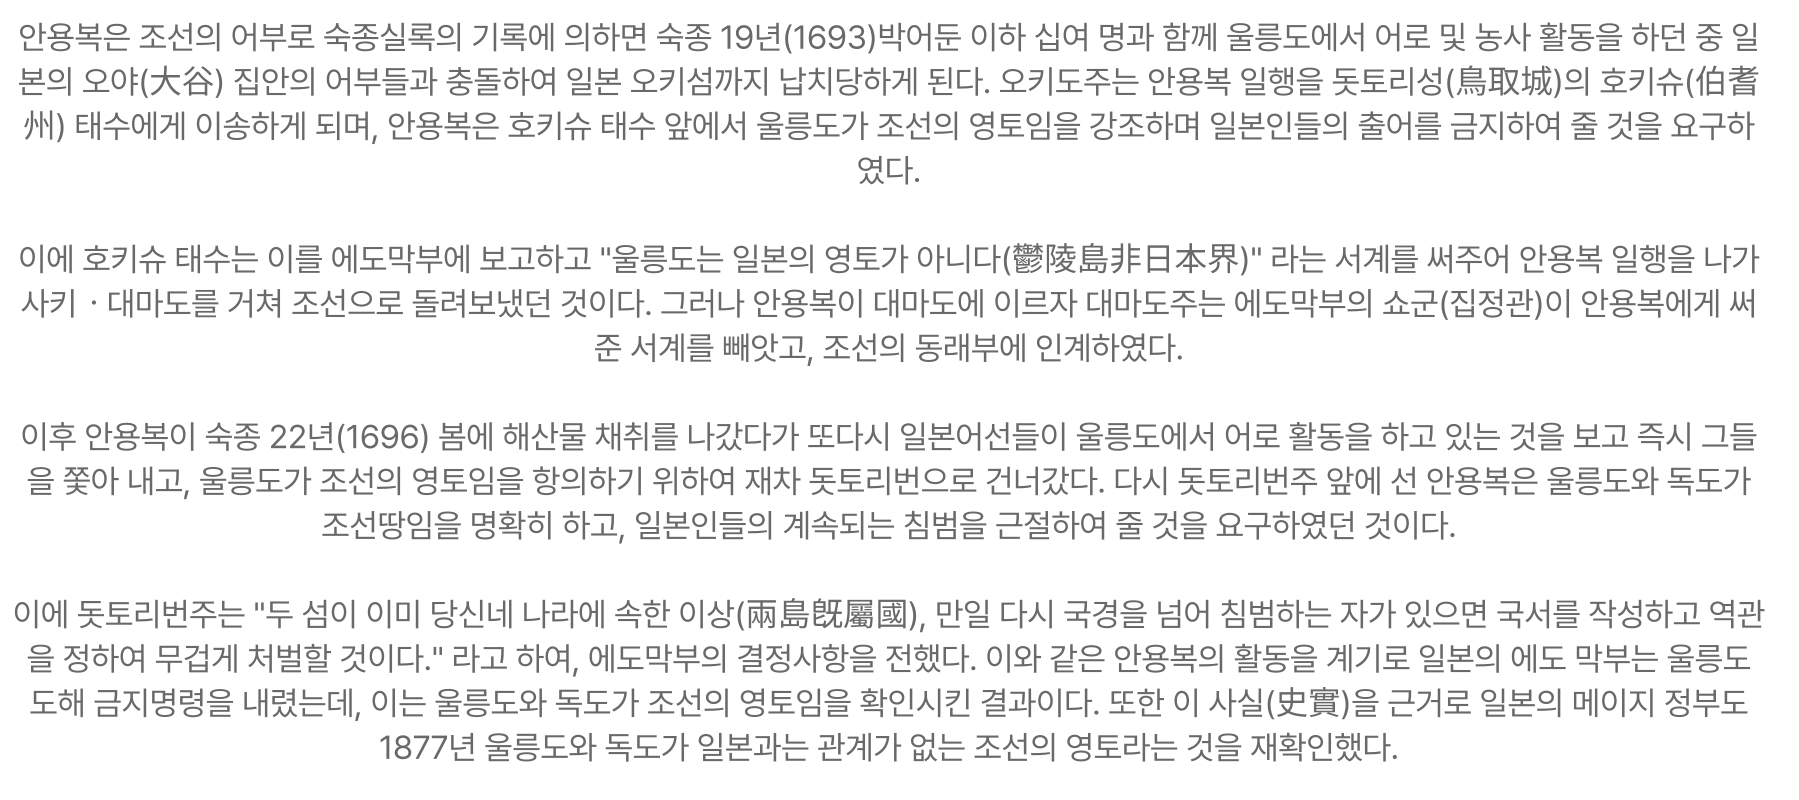 안용복은 조선의 어부로 숙종실록의 기록에 의하면 숙종 19년(1693)박어둔 이하 십여 명과 함께 울릉도에서 어로 및 농사 활동을 하던 중 일
본의 오야(大谷) 집안의 어부들과 충돌하여 일본 오키섬까지 납치당하게 된다. 오키도주는 안용복 일행을 돗토리성(鳥取城)의 호키슈(伯耆
州) 태수에게 이송하게 되며, 안용복은 호키슈 태수 앞에서 울릉도가 조선의 영토임을 강조하며 일본인들의 출어를 금지하여 줄 것을 요구하
였다.
이에 호키슈 태수는 이를 에도막부에 보고하고 "울릉도는 일본의 영토가 아니다(鬱陵島非日本界)" 라는 서계를 써주어 안용복 일행을 나가
사키 · 대마도를 거쳐 조선으로 돌려보냈던 것이다. 그러나 안용복이 대마도에 이르자 대마도주는 에도막부의 쇼군(집정관)이 안용복에게 써
준 서계를 빼앗고, 조선의 동래부에 인계하였다.
이후 안용복이 숙종 22년(1696) 봄에 해산물 채취를 나갔다가 또다시 일본어선들이 울릉도에서 어로 활동을 하고 있는 것을 보고 즉시 그들
을 쫓아 내고, 울릉도가 조선의 영토임을 항의하기 위하여 재차 돗토리번으로 건너갔다. 다시 돗토리번주 앞에 선 안용복은 울릉도와 독도가
조선땅임을 명확히 하고, 일본인들의 계속되는 침범을 근절하여 줄 것을 요구하였던 것이다.
이에 돗토리번주는 "두 섬이 이미 당신네 나라에 속한 이상(兩島旣屬國), 만일 다시 국경을 넘어 침범하는 자가 있으면 국서를 작성하고 역관
을 정하여 무겁게 처벌할 것이다." 라고 하여, 에도막부의 결정사항을 전했다. 이와 같은 안용복의 활동을 계기로 일본의 에도 막부는 울릉도
도해 금지명령을 내렸는데, 이는 울릉도와 독도가 조선의 영토임을 확인시킨 결과이다. 또한 이 사실(史實)을 근거로 일본의 메이지 정부도
1877년 울릉도와 독도가 일본과는 관계가 없는 조선의 영토라는 것을 재확인했다.